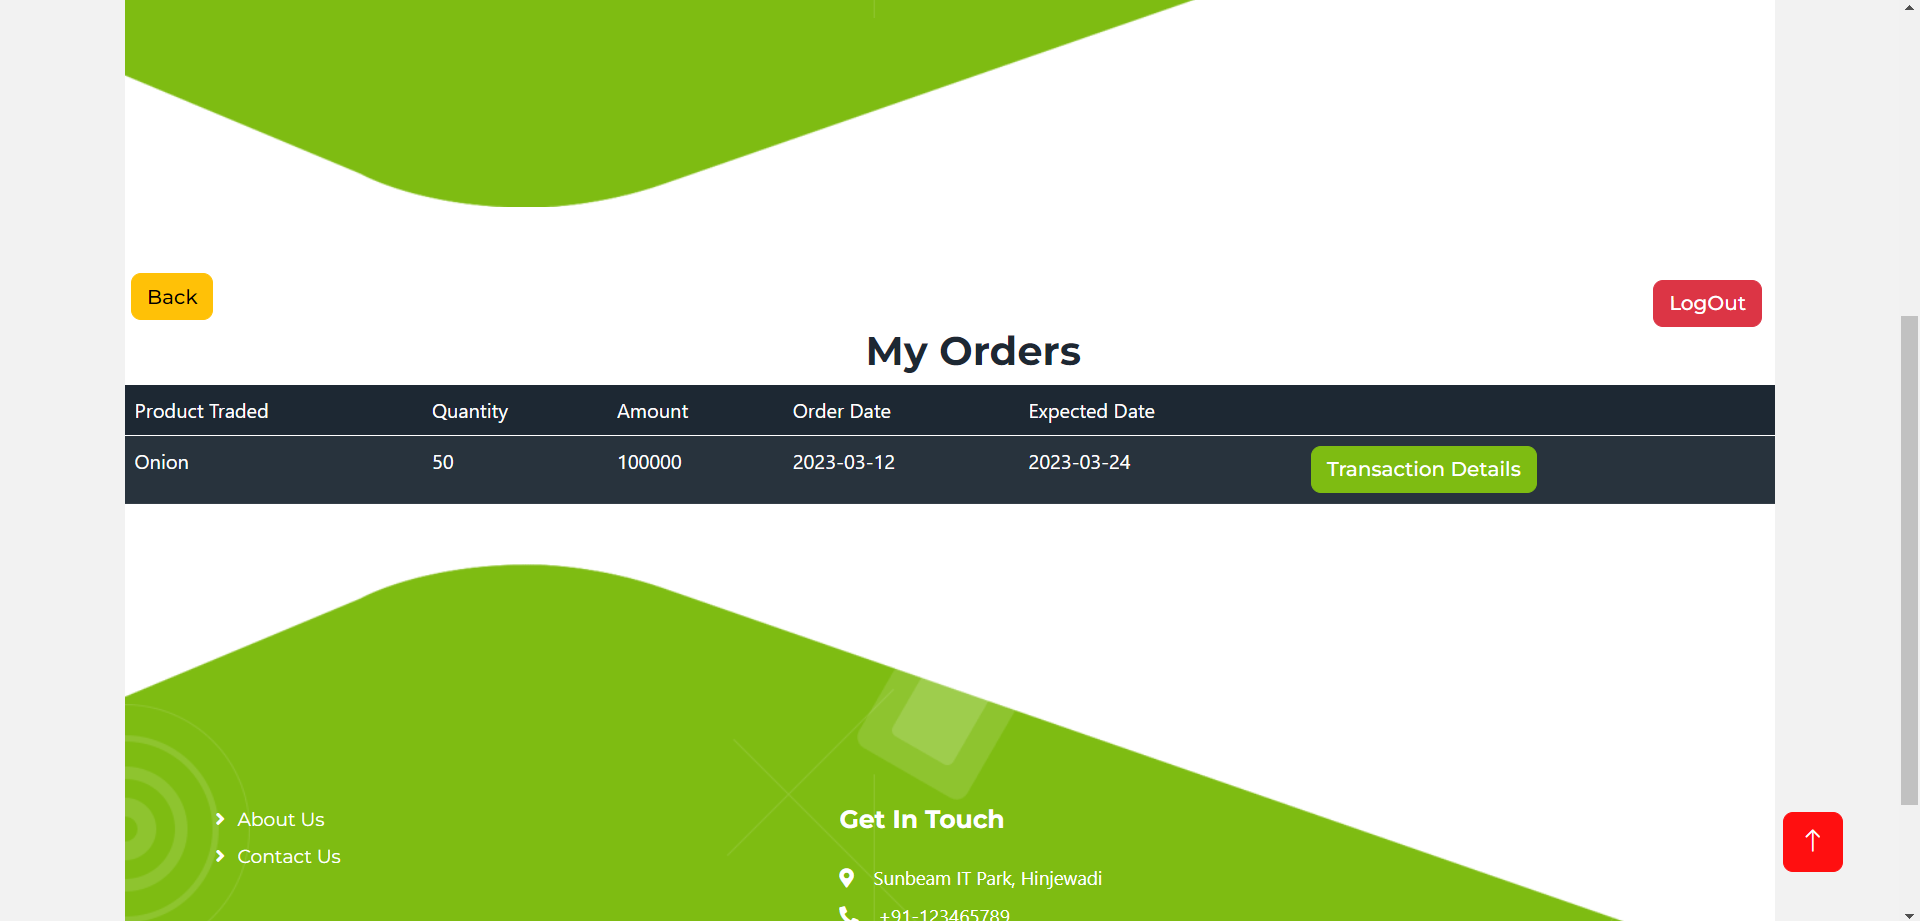 Back
LogOut
My Orders
Product Traded Quantity Amount Order Date Expected Date
Onion 50 100000 2023-03-12 2023-03-24 Transaction Details
About Us
Contact Us
Get In Touch
Sunbeam IT Park, Hinjewadi
+91-123465789